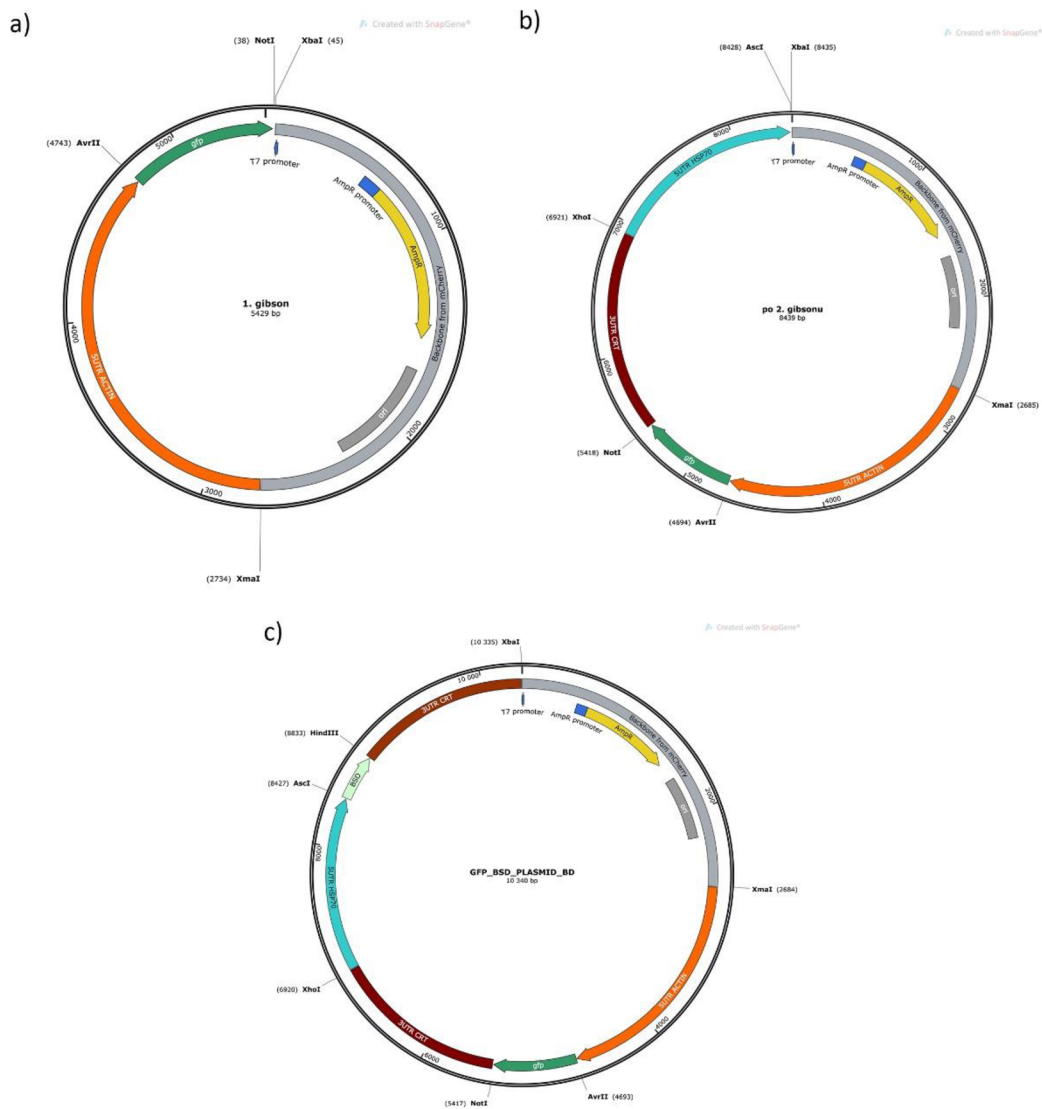 a)
Created with SnapGene®
(38) NotI
XbaI (45)
(4743) AvrII
5000
gfp
T7 promoter
AmpR promoter
AmpR
1000
Backbone from mCherry
1. gibson
5429 bp
4000
5UTR ACTIN
ori
2000
3000
(2734) XmaI
b)
Created with SnapGene®
(8428) AscI
XbaI (8435)
8000
5UTR HSP70
T7 promoter
AmpR promoter
AmpR
1000
Backbone from mCherry
(6921) XhoI
7000
ori
2000
po 2. gibsonu
8439 bp
3UTR CRT
6000
XmaI (2685)
3000
(5418) NotI
gfp
5000
5UTR ACTIN
4000
(4694) AvrII
c)
Created with SnapGene®
(10 335) XbaI
10 000
3UTR CRT
T7 promoter
AmpR promoter
AmpR
Backbone from mCherry
(8833) HindIII
BSD
(8427) AscI
ori
2000
8000
5UTR HSP70
GFP_BSD_PLASMID_BD
10 340 bp
XmaI (2684)
(6920) XhoI
3UTR CRT
5UTR ACTIN
6000
4000
gfp
(5417) NotI
AvrII (4693)